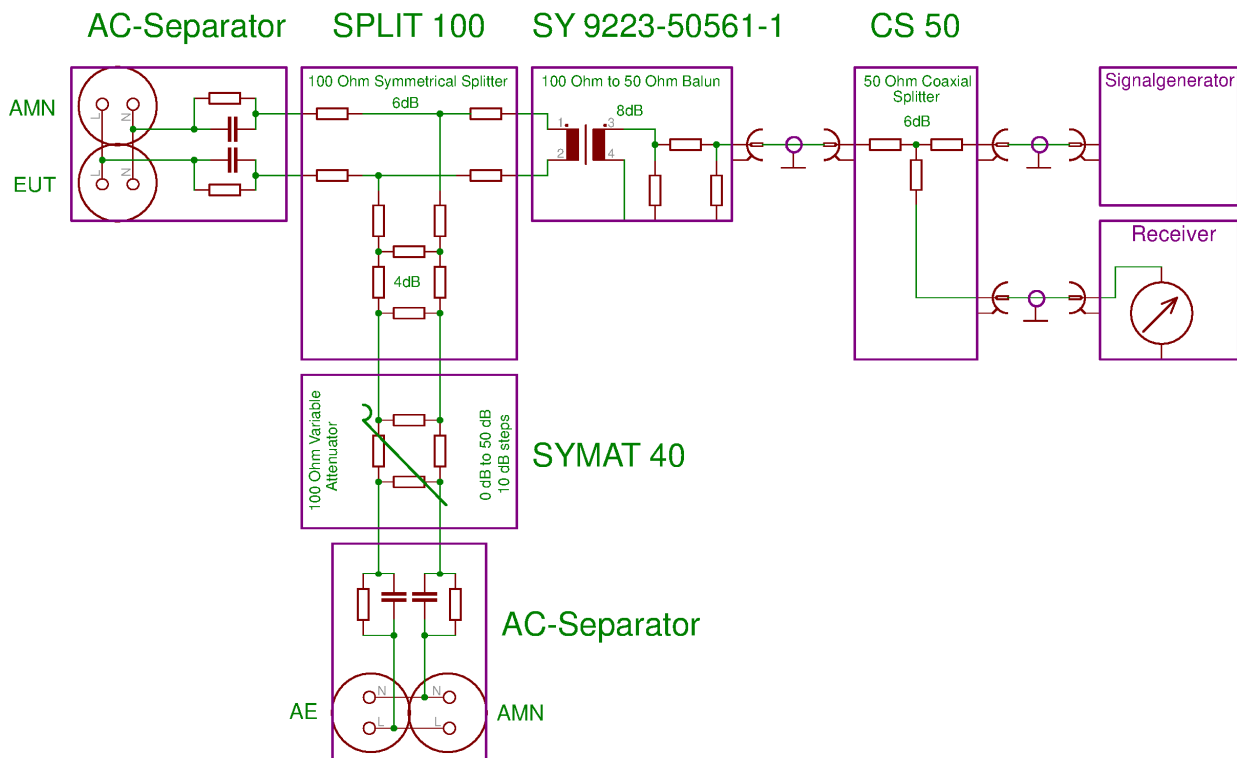 AC-Separator
SPLIT 100
SY 9223-50561-1
CS 50
AMN
EUT
L
N
L
N
100 Ohm Symmetrical Splitter
6dB
4dB
100 Ohm to 50 Ohm Balun
8dB
1
2
3
4
50 Ohm Coaxial
Splitter
6dB
Signalgenerator
Receiver
100 Ohm Variable
Attenuator
0 dB to 50 dB
10 dB steps
SYMAT 40
AC-Separator
AE
N
L
N
L
AMN